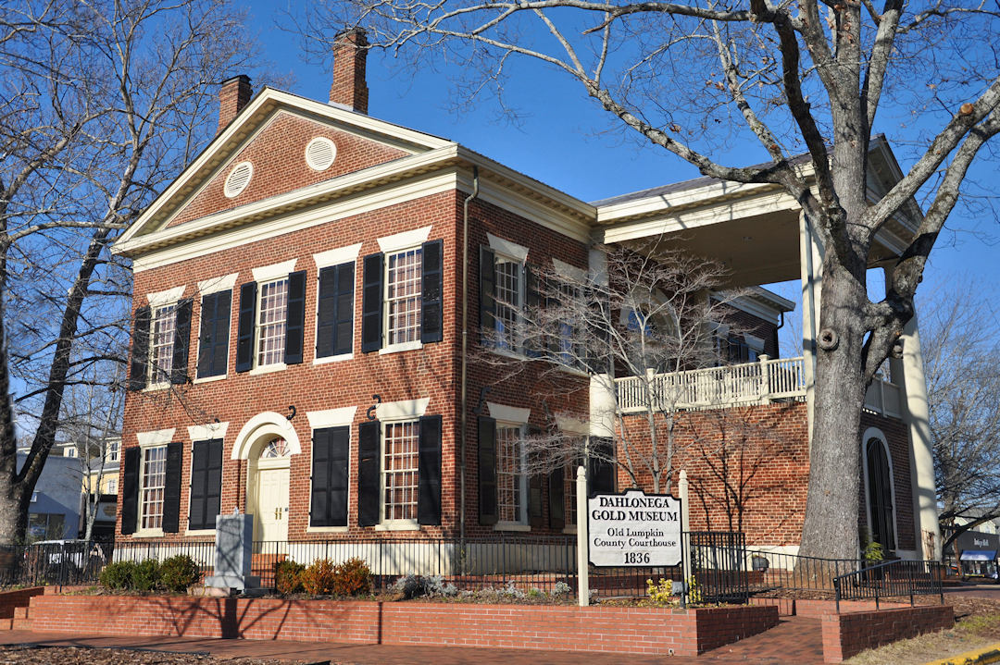 DAHLONEGA
GOLD MUSEUM
Old Lumpkin
County Courthouse
1836